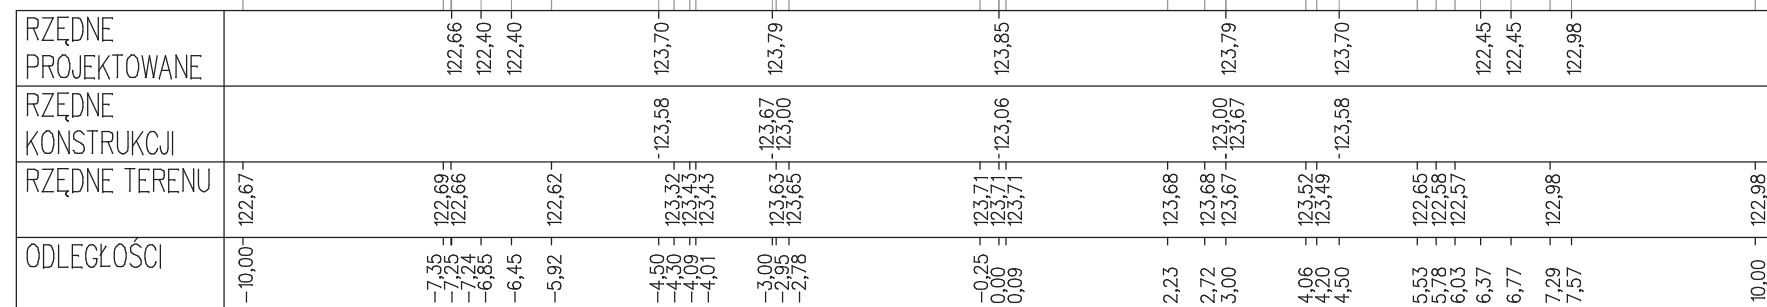 RZĘDNE
PROJEKTOWANE
122,66 122,40 122,40 123,70 123,79 123,85 123,79 123,70 122,45 122,45 122,98
RZĘDNE
KONSTRUKCJI
123,58 123,67 123,00 123,06 123,00 123,67 123,58
RZĘDNE TERENU
122,67 122,69 122,66 122,62 123,32 123,43 123,43 123,63 123,65 123,71 123,71 123,71 123,68 123,68 123,67 123,52 123,49 122,65 122,58 122,57 122,98 122,98
ODLEGŁOŚCI
-10,00 -7,35 -7,25 -7,24 -6,85 -6,45 -5,92 -4,50 -4,30 -4,09 -4,01 -3,00 -2,95 -2,78 -0,25 0,00 0,09 2,23 2,72 3,00 4,06 4,20 4,50 5,53 5,78 6,03 6,37 6,77 7,29 7,57 10,00